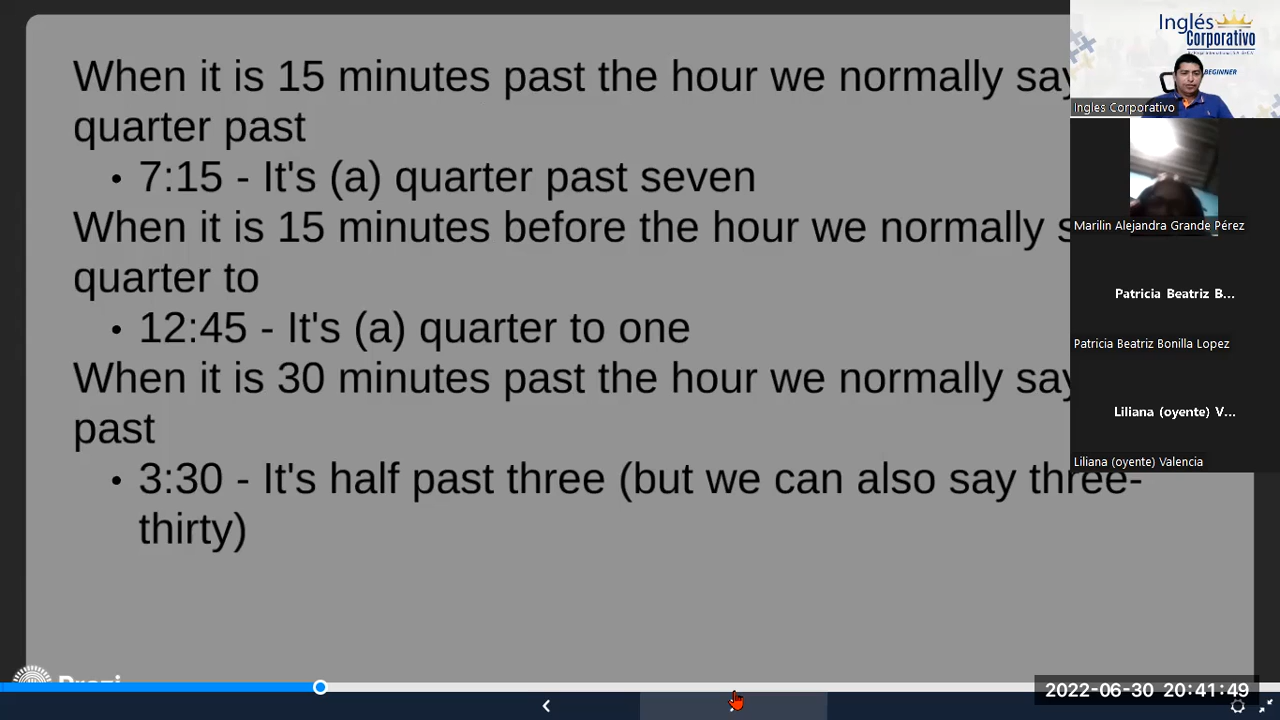 When it is 15 minutes past the hour we normally say
quarter past
• 7:15 - It's (a) quarter past seven
When it is 15 minutes before the hour we normally
quarter to
• 12:45 - It's (a) quarter to one
When it is 30 minutes past the hour we normally say
past
• 3:30 - It's half past three (but we can also say three-
thirty)
Prezi
Inglés
Corporativo
BEGINNER
Ingles Corporativo
Marilin Alejandra Grande Pérez
Patricia Beatriz B...
Patricia Beatriz Bonilla Lopez
Liliana (oyente) V...
Liliana (oyente) Valencia
2022-06-30 20:41:49